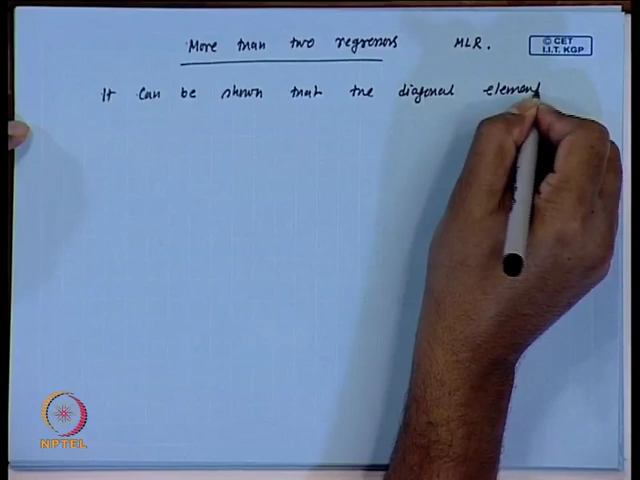 More than two regressors MLR.
© CET
I.I.T. KGP
It can be shown that the diagonal element
NPTEL